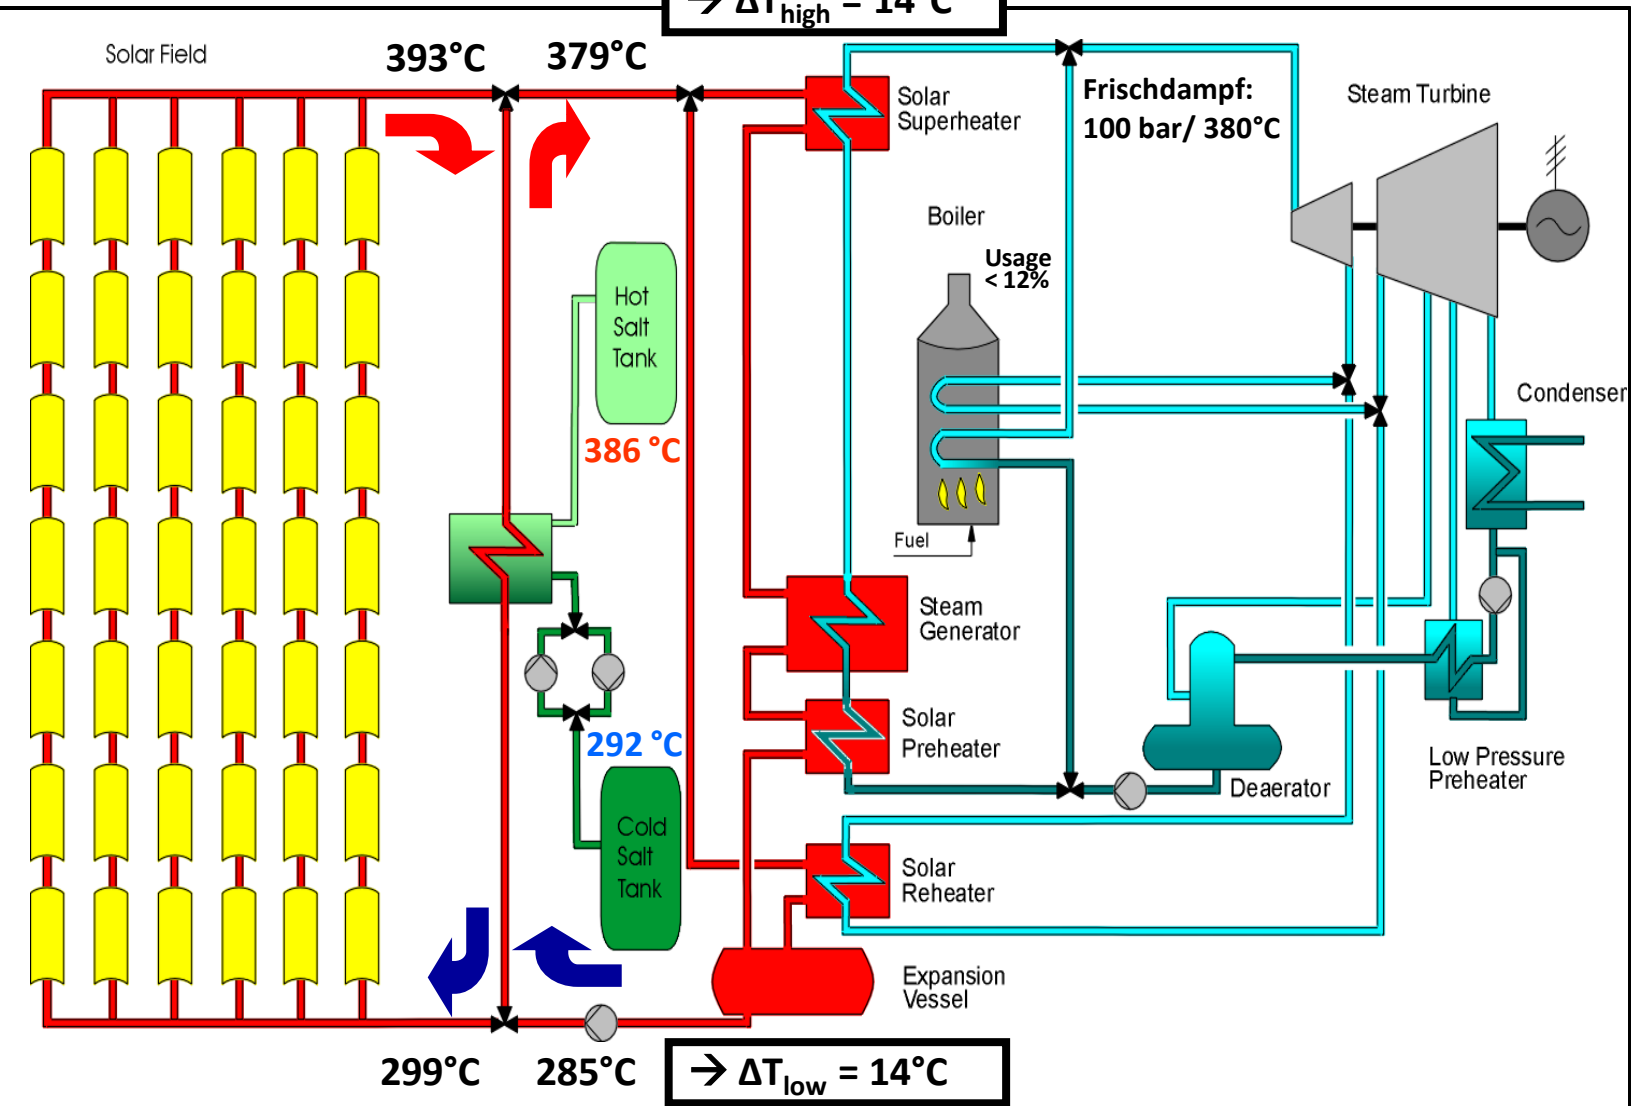 → ΔThigh = 14°C
Solar Field
393°C
379°C
Solar
Superheater
Frischdampf:
100 bar/ 380°C
Steam Turbine
Boiler
Usage
< 12%
Hot
Salt
Tank
386 °C
Condenser
Fuel
Steam
Generator
Solar
Preheater
292 °C
Low Pressure
Preheater
Deaerator
Cold
Salt
Tank
Solar
Reheater
Expansion
Vessel
299°C
285°C
→ ΔTlow = 14°C